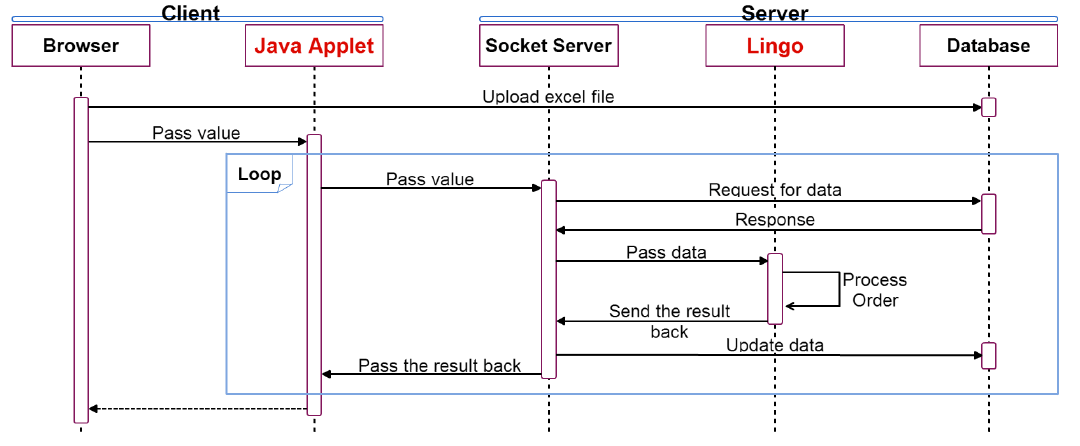 Client
Server
Browser
Java Applet
Socket Server
Lingo
Database
Upload excel file
Pass value
Loop
Pass value
Request for data
Response
Pass data
Process
Order
Send the result
back
Update data
Pass the result back